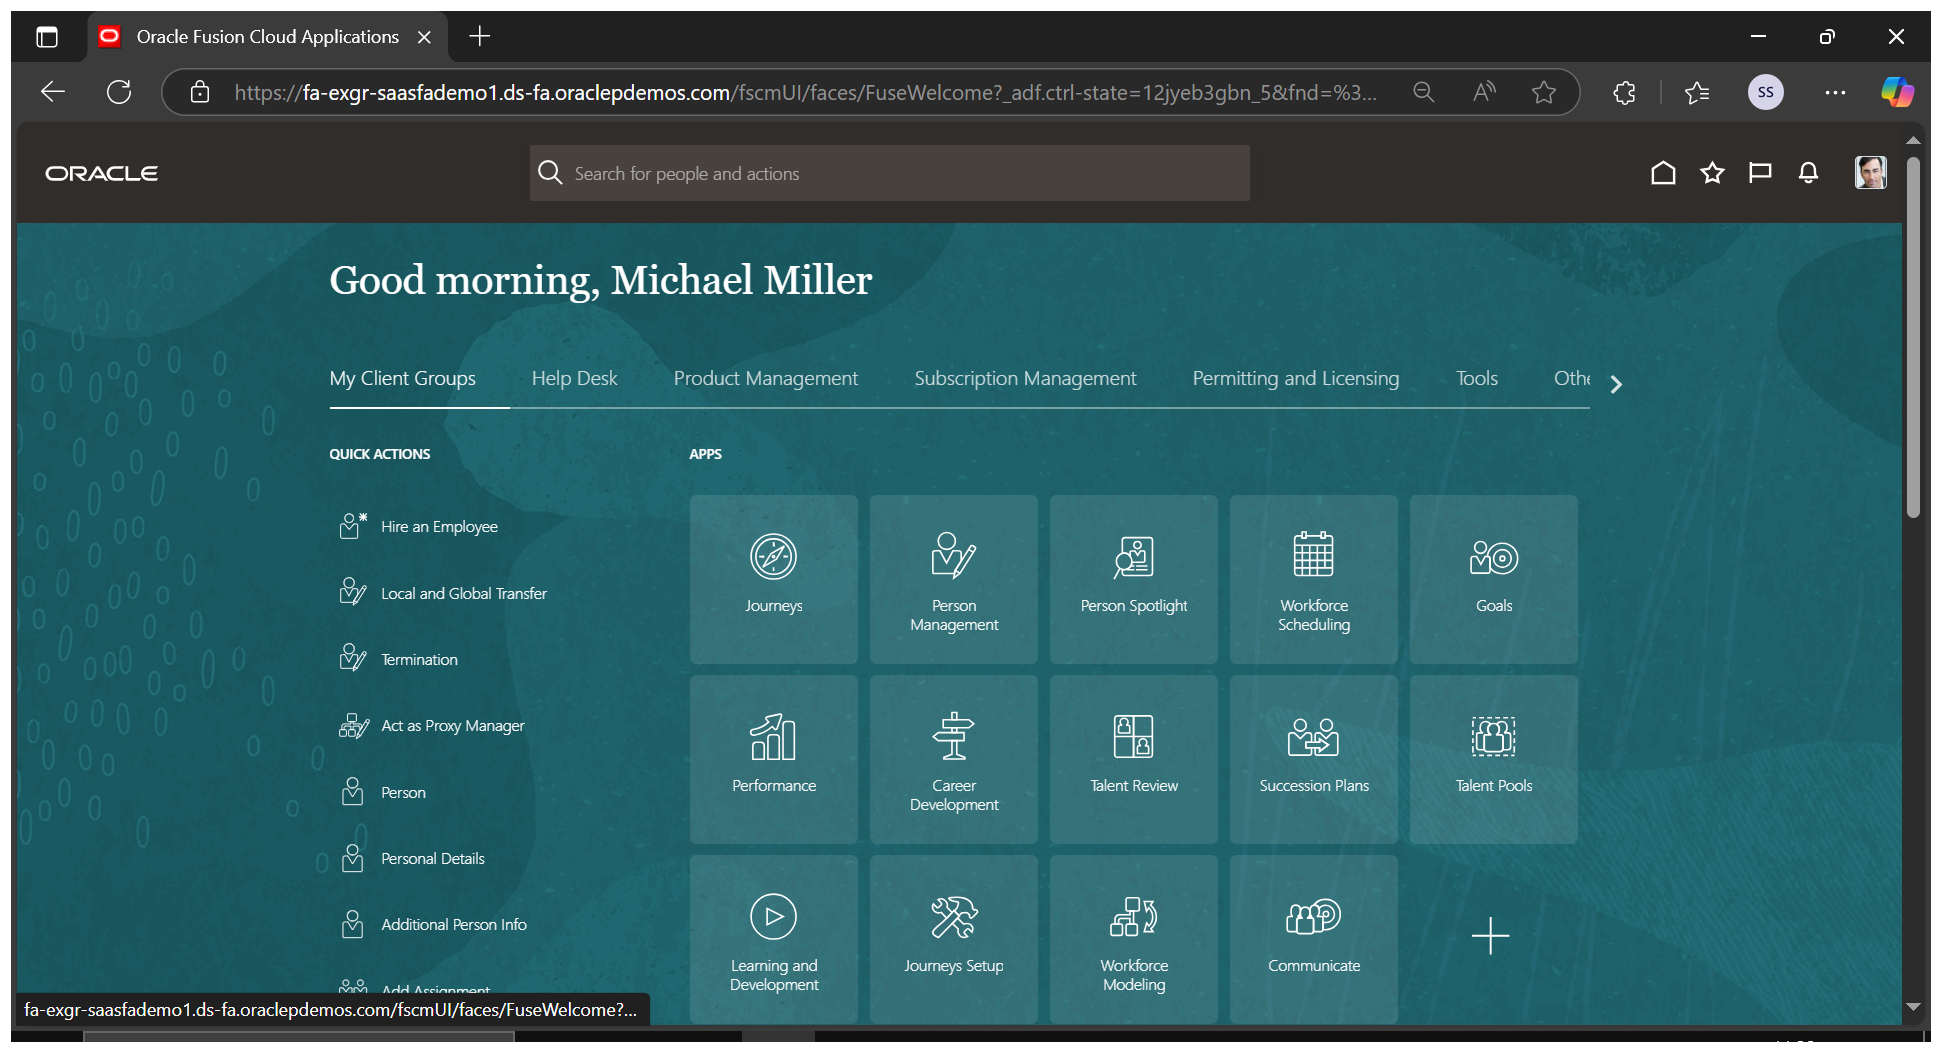 Oracle Fusion Cloud Applications
https://fa-exgr-saasfademo1.ds-fa.oraclepdemos.com/fscmUI/faces/FuseWelcome?_adf.ctrl-state=12jyeb3gbn_5&fnd=%3...
SS
ORACLE
Search for people and actions
Good morning, Michael Miller
My Client Groups
Help Desk
Product Management
Subscription Management
Permitting and Licensing
Tools
Othe
QUICK ACTIONS
Hire an Employee
Local and Global Transfer
Termination
Act as Proxy Manager
Person
Personal Details
Additional Person Info
Add Assignment
APPS
Journeys
Person
Management
Person Spotlight
Workforce
Scheduling
Goals
Performance
Career
Development
Talent Review
Succession Plans
Talent Pools
Learning and
Development
Journeys Setup
Workforce
Modeling
Communicate
fa-exgr-saasfademo1.ds-fa.oraclepdemos.com/fscmUI/faces/FuseWelcome?...